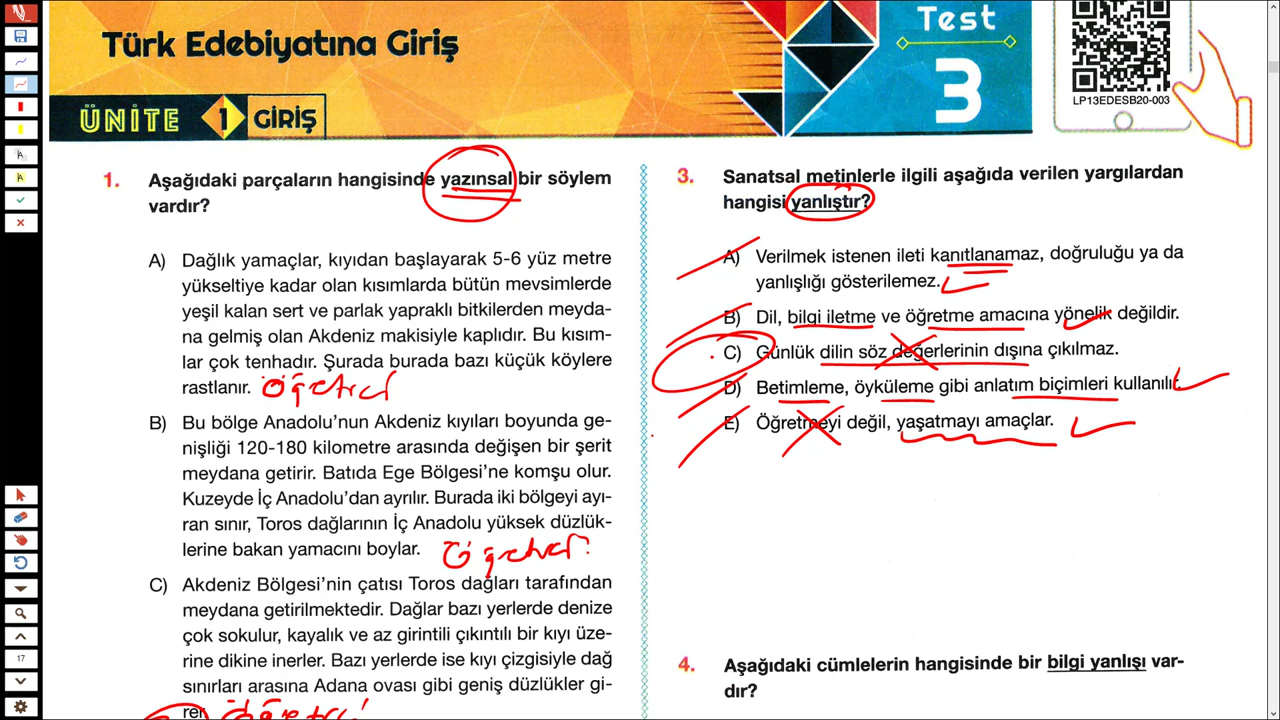 Türk Edebiyatına Giriş
ÜNİTE 1 GİRİŞ
Test
3
LP13EDESB20-003
1. Aşağıdaki parçaların hangisinde yazınsal bir söylem
vardır?
A) Dağlık yamaçlar, kıyıdan başlayarak 5-6 yüz metre
yükseltiye kadar olan kısımlarda bütün mevsimlerde
yeşil kalan sert ve parlak yapraklı bitkilerden meyda-
na gelmiş olan Akdeniz makisiyle kaplıdır. Bu kısım-
lar çok tenhadır. Şurada burada bazı küçük köylere
rastlanır. öğretici
B) Bu bölge Anadolu'nun Akdeniz kıyıları boyunda ge-
nişliği 120-180 kilometre arasında değişen bir şerit
meydana getirir. Batıda Ege Bölgesi'ne komşu olur.
Kuzeyde İç Anadolu'dan ayrılır. Burada iki bölgeyi ayı-
ran sınır, Toros dağlarının İç Anadolu yüksek düzlük-
lerine bakan yamacını boylar. öğretici
C) Akdeniz Bölgesi'nin çatısı Toros dağları tarafından
meydana getirilmektedir. Dağlar bazı yerlerde denize
çok sokulur, kayalık ve az girintili çıkıntılı bir kıyı üze-
rine dikine inerler. Bazı yerlerde ise kıyı çizgisiyle dağ
sınırları arasına Adana ovası gibi geniş düzlükler gi-
rer. öğretici
3. Sanatsal metinlerle ilgili aşağıda verilen yargılardan
hangisi yanlıştır?
A) Verilmek istenen ileti kanıtlanamaz, doğruluğu ya da
yanlışlığı gösterilemez.
B) Dil, bilgi iletme ve öğretme amacına yönelik değildir.
C) Günlük dilin söz değerlerinin dışına çıkılmaz.
D) Betimleme, öyküleme gibi anlatım biçimleri kullanılır.
E) Öğretmeyi değil, yaşatmayı amaçlar.
4. Aşağıdaki cümlelerin hangisinde bir bilgi yanlışı var-
dır?
17